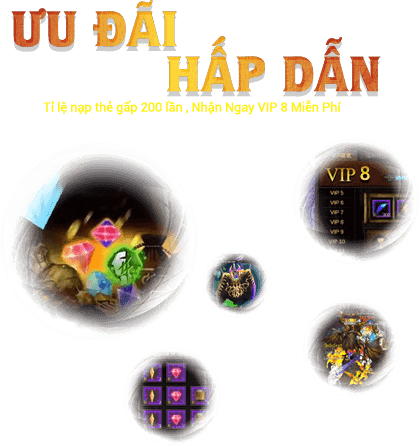 ƯU ĐÃI
HẤP DẪN
Tỉ lệ nạp thẻ gấp 200 lần , Nhận Ngay VIP 8 Miễn Phí
VIP 8
VIP 5
VIP 6
VIP 7
VIP 8
VIP 9
VIP 10